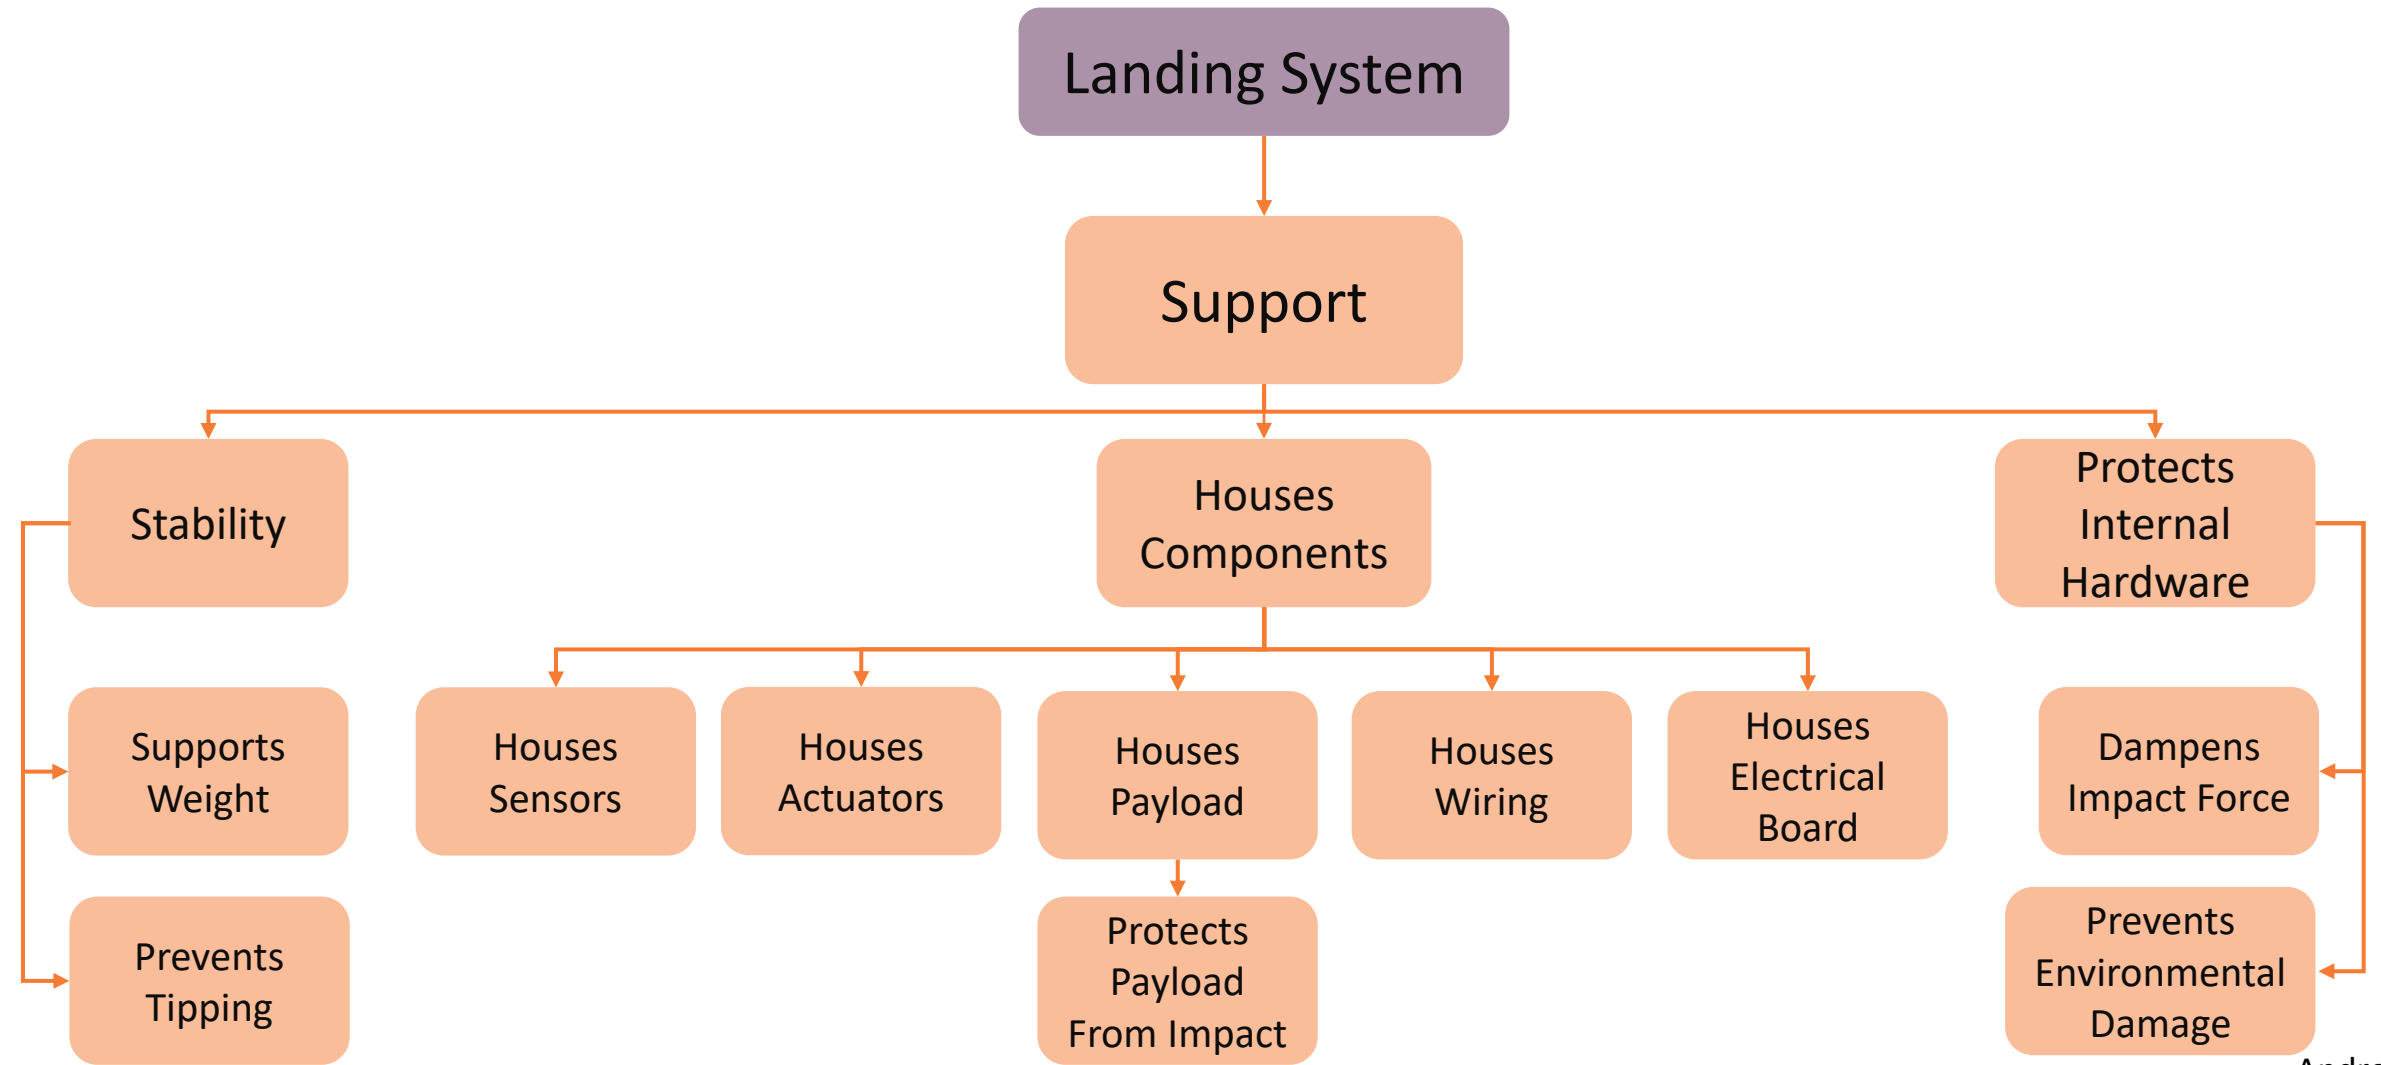 Landing System
Support
Stability
Houses
Components
Protects
Internal
Hardware
Supports
Weight
Houses
Sensors
Houses
Actuators
Houses
Payload
Houses
Wiring
Houses
Electrical
Board
Dampens
Impact Force
Prevents
Tipping
Protects
Payload
From Impact
Prevents
Environmental
Damage